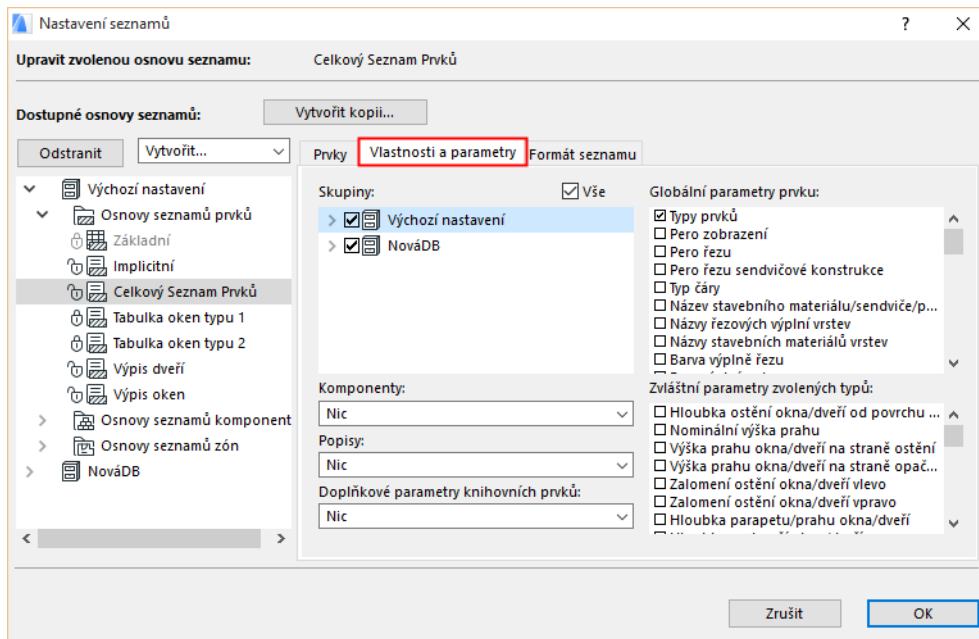 Nastavení seznamů
?
Upravit zvolenou osnovu seznamu: Celkový Seznam Prvků
Dostupné osnovy seznamů:
Vytvořit kopii...
Odstranit
Vytvořit...
Výchozí nastavení
Osnovy seznamů prvků
Základní
Implicitní
Celkový Seznam Prvků
Tabulka oken typu 1
Tabulka oken typu 2
Výpis dveří
Výpis oken
Osnovy seznamů komponent
Osnovy seznamů zón
NováDB
Prvky
Vlastnosti a parametry
Formát seznamu
Skupiny:
Vše
Výchozí nastavení
NováDB
Komponenty:
Nic
Popisy:
Nic
Doplňkové parametry knihovních prvků:
Nic
Globální parametry prvku:
Typy prvků
Pero zobrazení
Pero řezu
Pero řezu sendvičové konstrukce
Typ čáry
Název stavebního materiálu/sendviče/p...
Názvy řezových výplní vrstev
Názvy stavebních materiálů vrstev
Barva výplně řezu
Zvláštní parametry zvolených typů:
Hloubka ostění okna/dveří od povrchu ...
Nominální výška prahu
Výška prahu okna/dveří na straně ostění
Výška prahu okna/dveří na straně opač...
Zalomení ostění okna/dveří vlevo
Zalomení ostění okna/dveří vpravo
Hloubka parapetu/prahu okna/dveří
Zrušit
OK